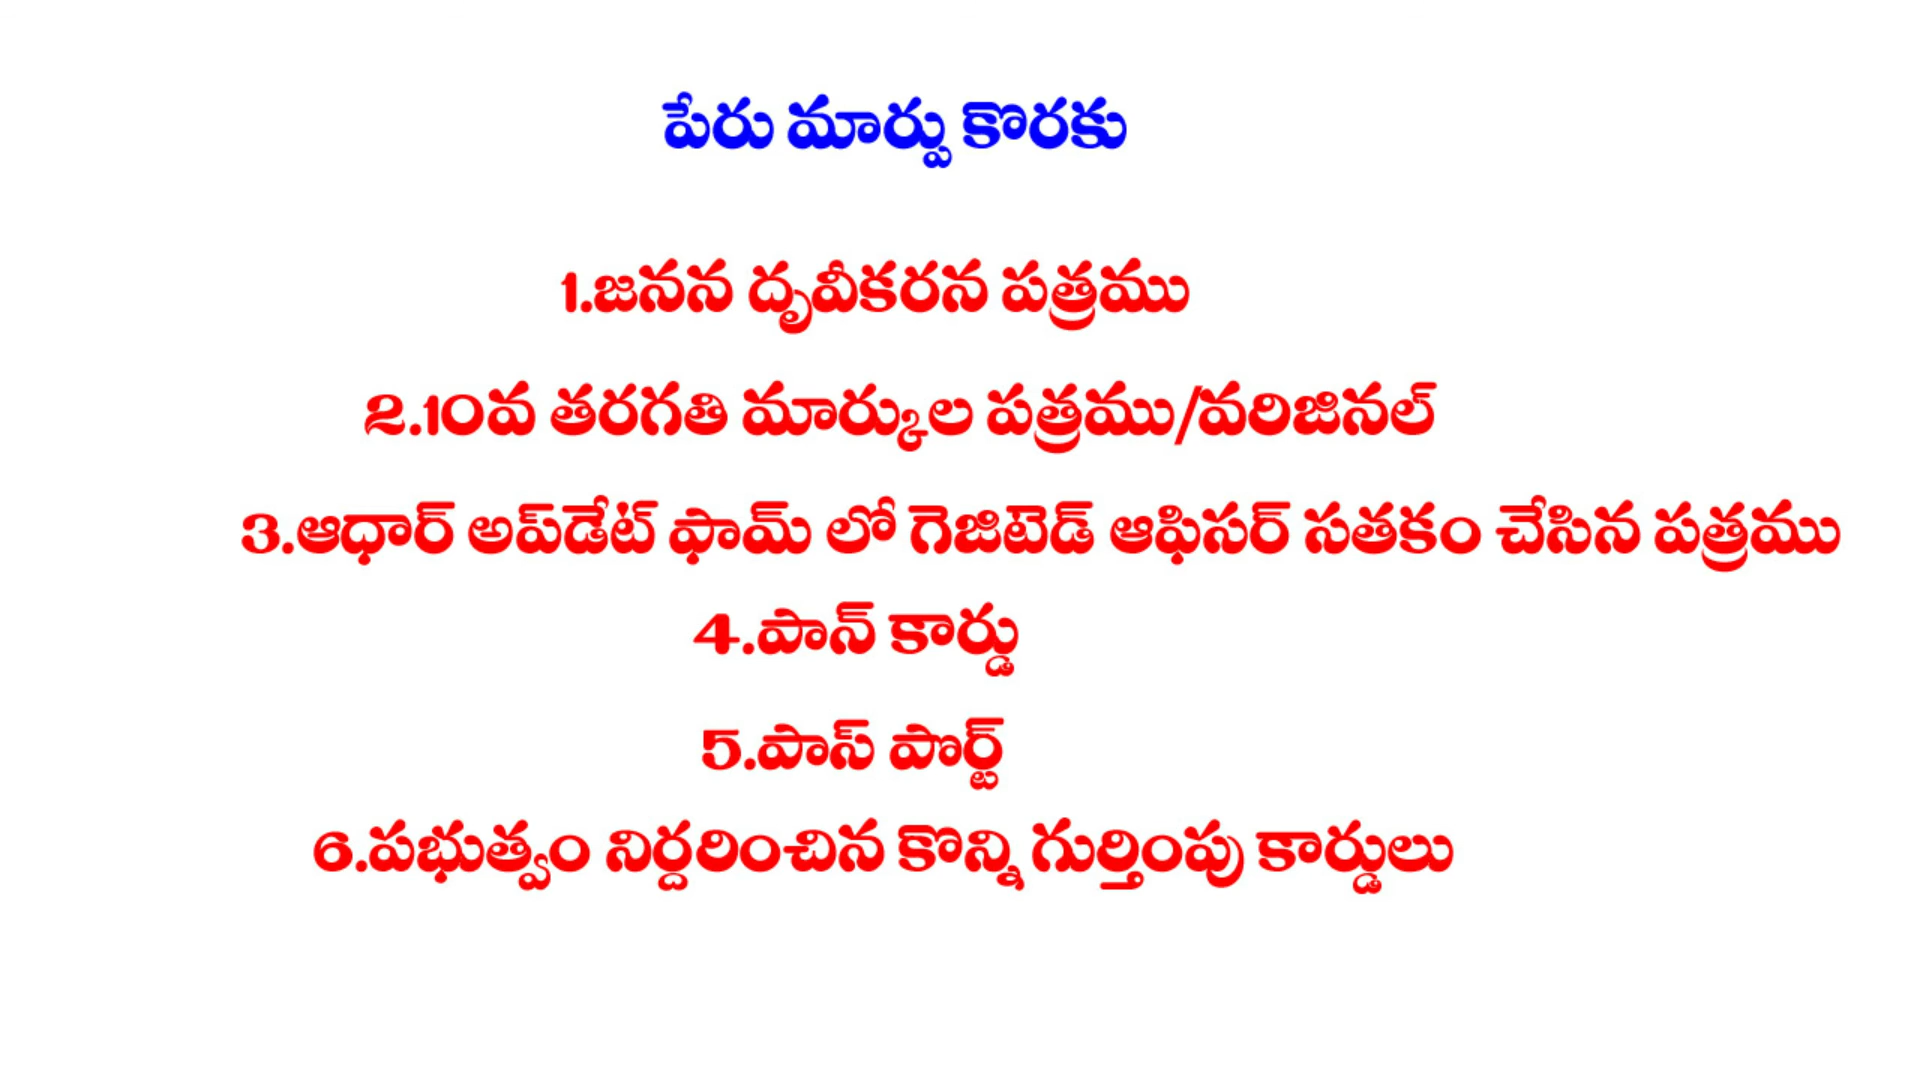 పేరు మార్పు కొరకు
1.జనన దృవీకరన పత్రము
2.10వ తరగతి మార్కుల పత్రము/వరిజినల్
3.ఆధార్ అప్‌డేట్ ఫామ్ లో గెజిటెడ్ ఆఫిసర్ సతకం చేసిన పత్రము
4.పాన్ కార్డు
5.పాస్ పొర్ట్
6.పభుత్వం నిర్దరించిన కొన్ని గుర్తింపు కార్డులు